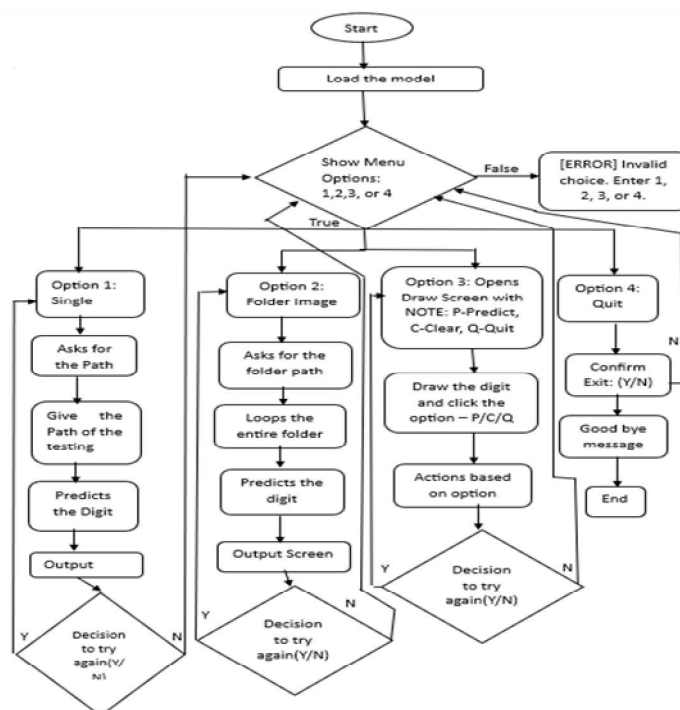 Start
Load the model
Show Menu
Options:
1,2,3, or 4
False
[ERROR] Invalid
choice. Enter 1,
2, 3, or 4.
True
Option 1:
Single
Asks for
the Path
Give the
Path of the
testing
Predicts
the Digit
Output
Y
Decision
to try
again(Y/
N)
N
Option 2:
Folder Image
Asks for the
folder path
Loops the
entire folder
Predicts the
digit
Output Screen
Y
Decision
to try
again(Y/N)
N
Option 3: Opens
Draw Screen with
NOTE: P-Predict,
C-Clear, Q-Quit
Draw the digit
and click the
option – P/C/Q
Actions based
on option
Y
Decision
to try
again(Y/N)
N
Option 4:
Quit
Confirm
Exit: (Y/N)
N
Good bye
message
End